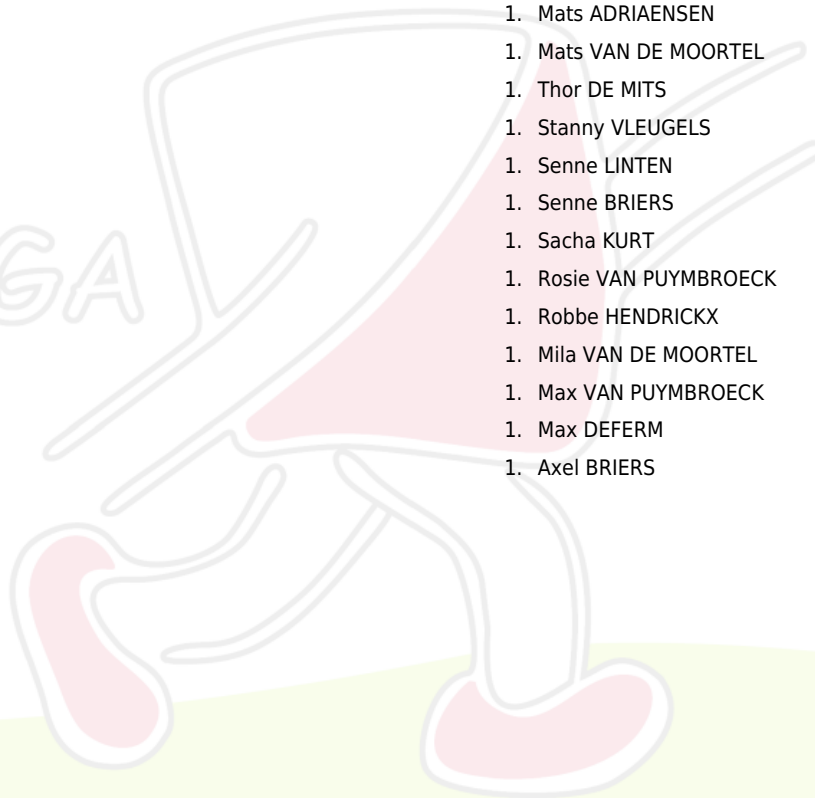 1. Mats ADRIAENSEN
1. Mats VAN DE MOORTEL
1. Thor DE MITS
1. Stanny VLEUGELS
1. Senne LINTEN
1. Senne BRIERS
1. Sacha KURT
GA
1. Rosie VAN PUYMBROECK
1. Robbe HENDRICKX
1. Mila VAN DE MOORTEL
1. Max VAN PUYMBROECK
1. Max DEFERM
1. Axel BRIERS